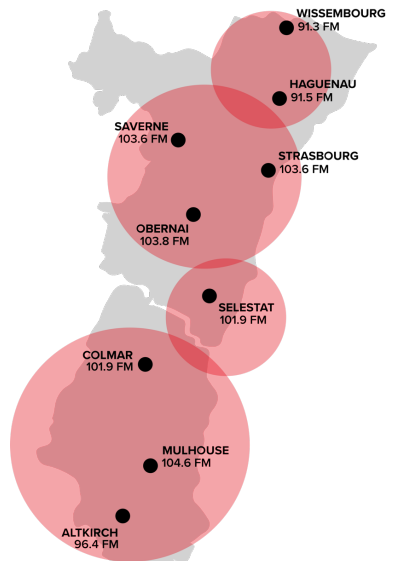 WISSEMBOURG
91.3 FM
HAGUENAU
91.5 FM
SAVERNE
103.6 FM
STRASBOURG
103.6 FM
OBERNAI
103.8 FM
SELESTAT
101.9 FM
COLMAR
101.9 FM
MULHOUSE
104.6 FM
ALTKIRCH
96.4 FM